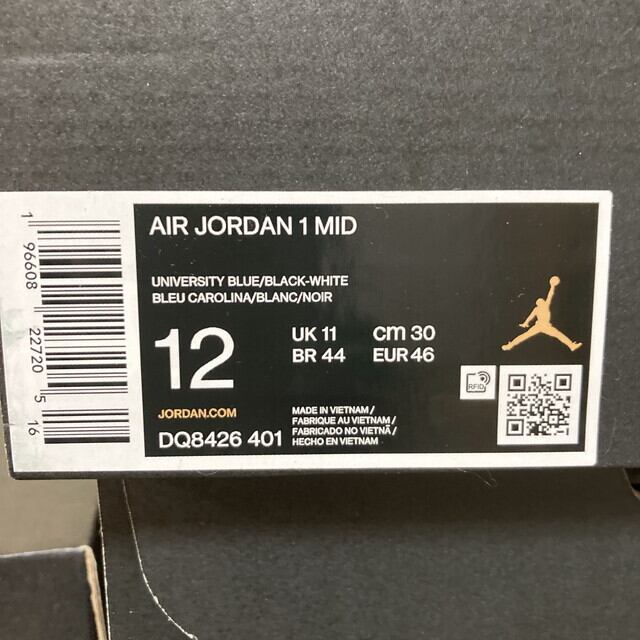 AIR JORDAN 1 MID
UNIVERSITY BLUE/BLACK-WHITE
BLEU CAROLINA/BLANC/NOIR
12
UK 11 cm 30
BR 44 EUR 46
JORDAN.COM
DQ8426 401
MADE IN VIETNAM /
FABRIQUE AU VIETNAM /
FABRICADO NO VIETNÃ /
HECHO EN VIETNAM
RFID
1 96608 22720 5 16